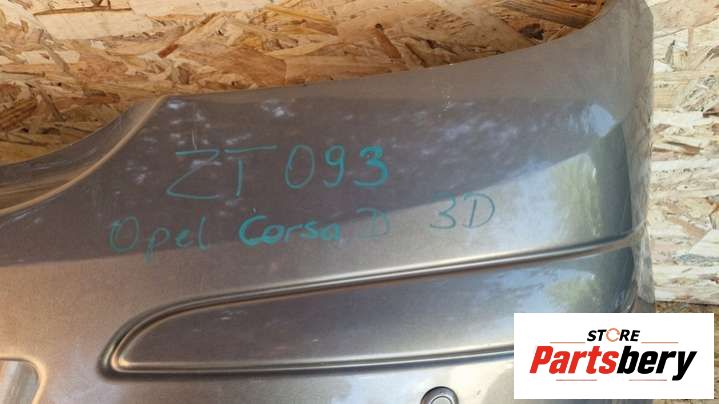 ZT 093
Opel Corsa D 3D
STORE
Partsbery